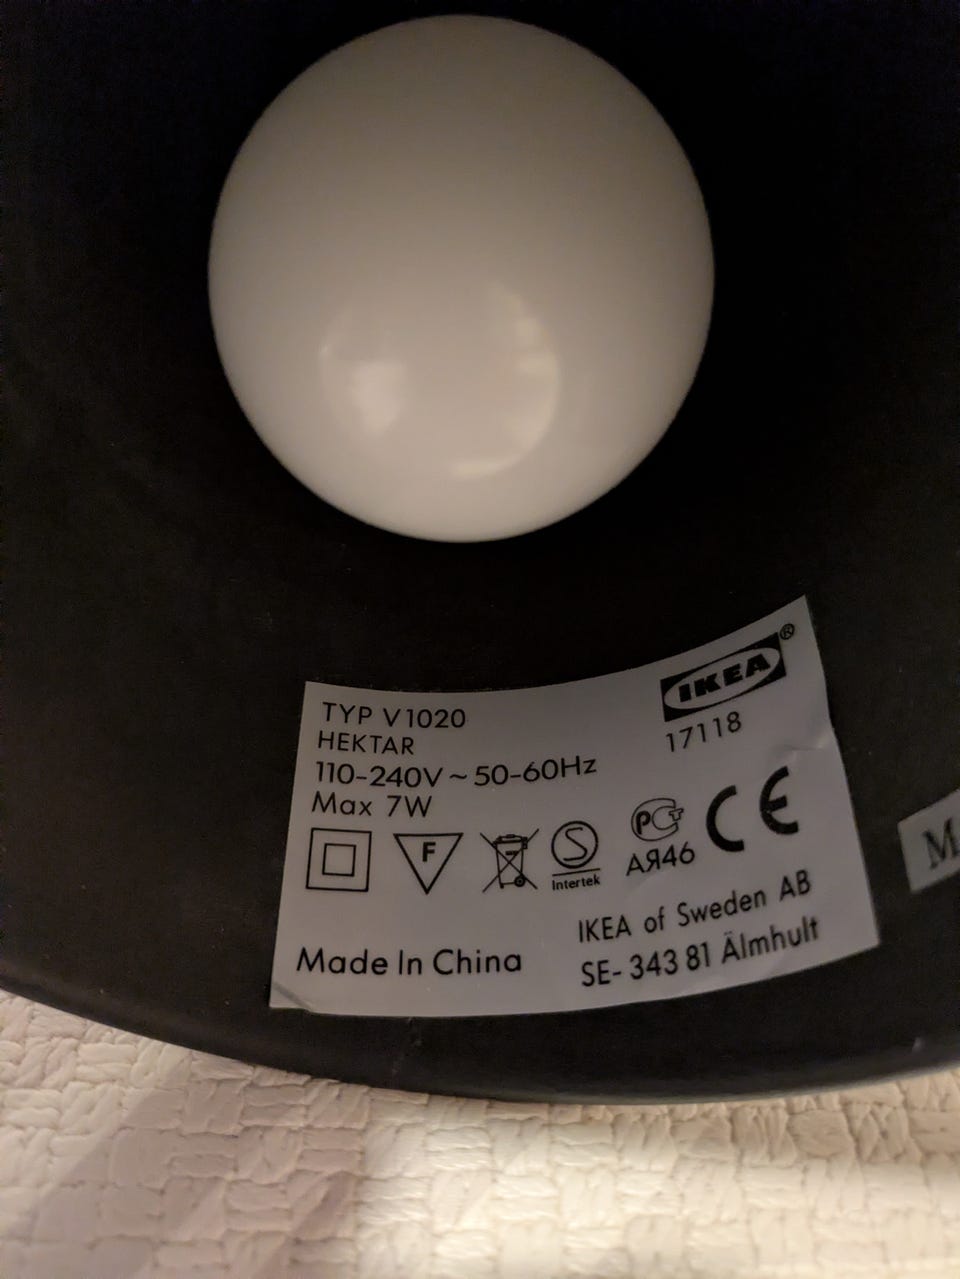 IKEA®
17118
TYP V1020
HEKTAR
110-240V ~ 50-60Hz
Max 7W
F
S
Intertek
PCT
АЯ46
CE
Made In China
IKEA of Sweden AB
SE- 343 81 Älmhult
M